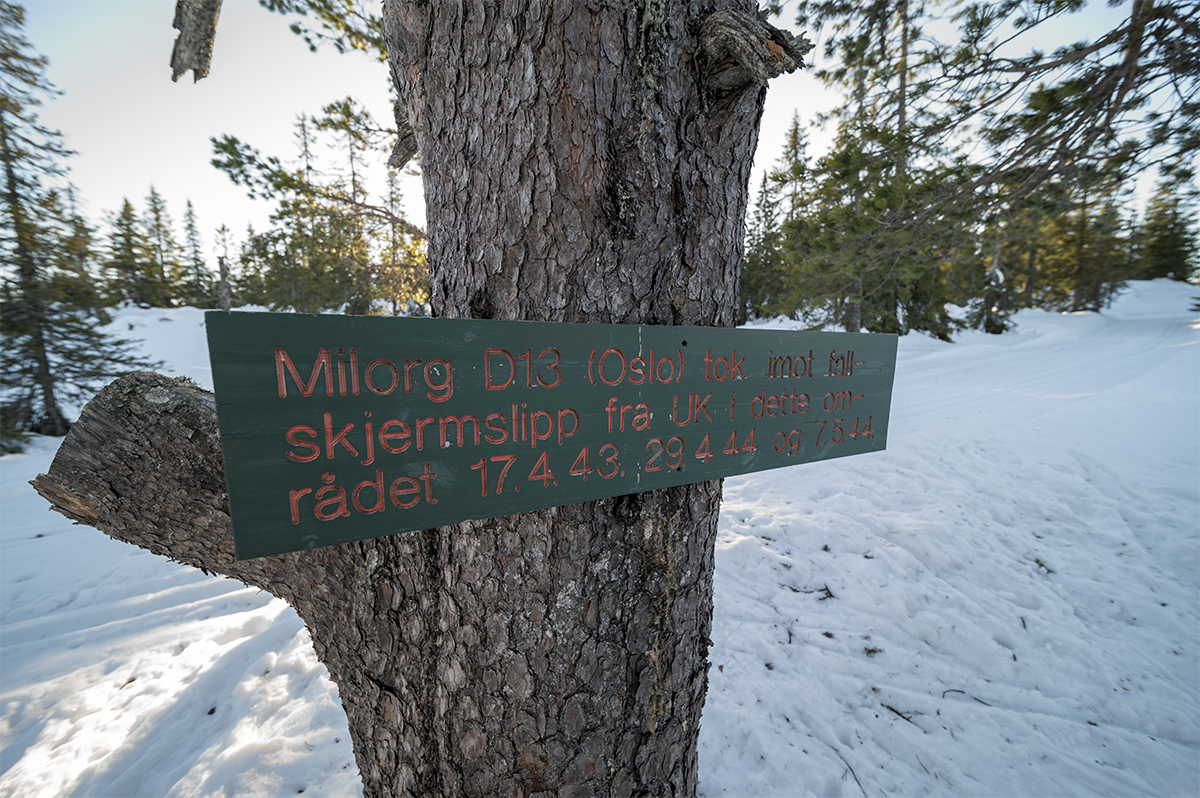 Milorg D13 (Oslo) tok imot fall-
skjermslipp fra UK i dette om-
rådet 17.4.43. 29.4.44 og 7.5.44.